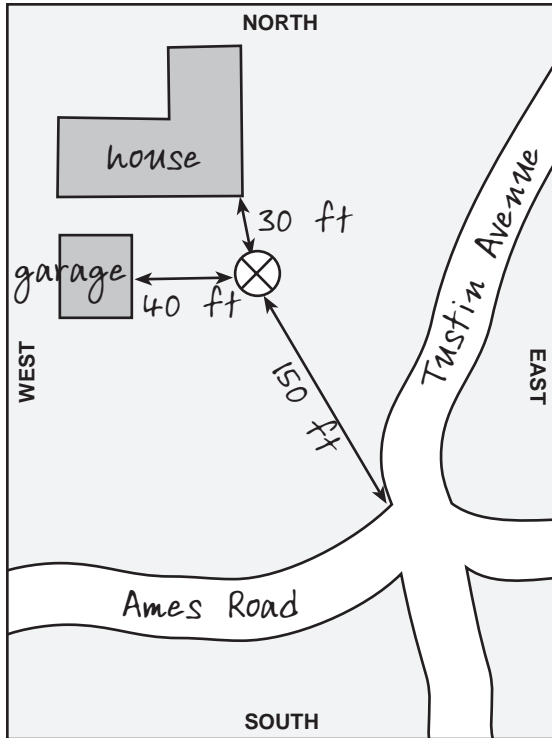 NORTH
house
30 ft
garage
40 ft
WEST
150 ft
Tustin Avenue
EAST
Ames Road
SOUTH